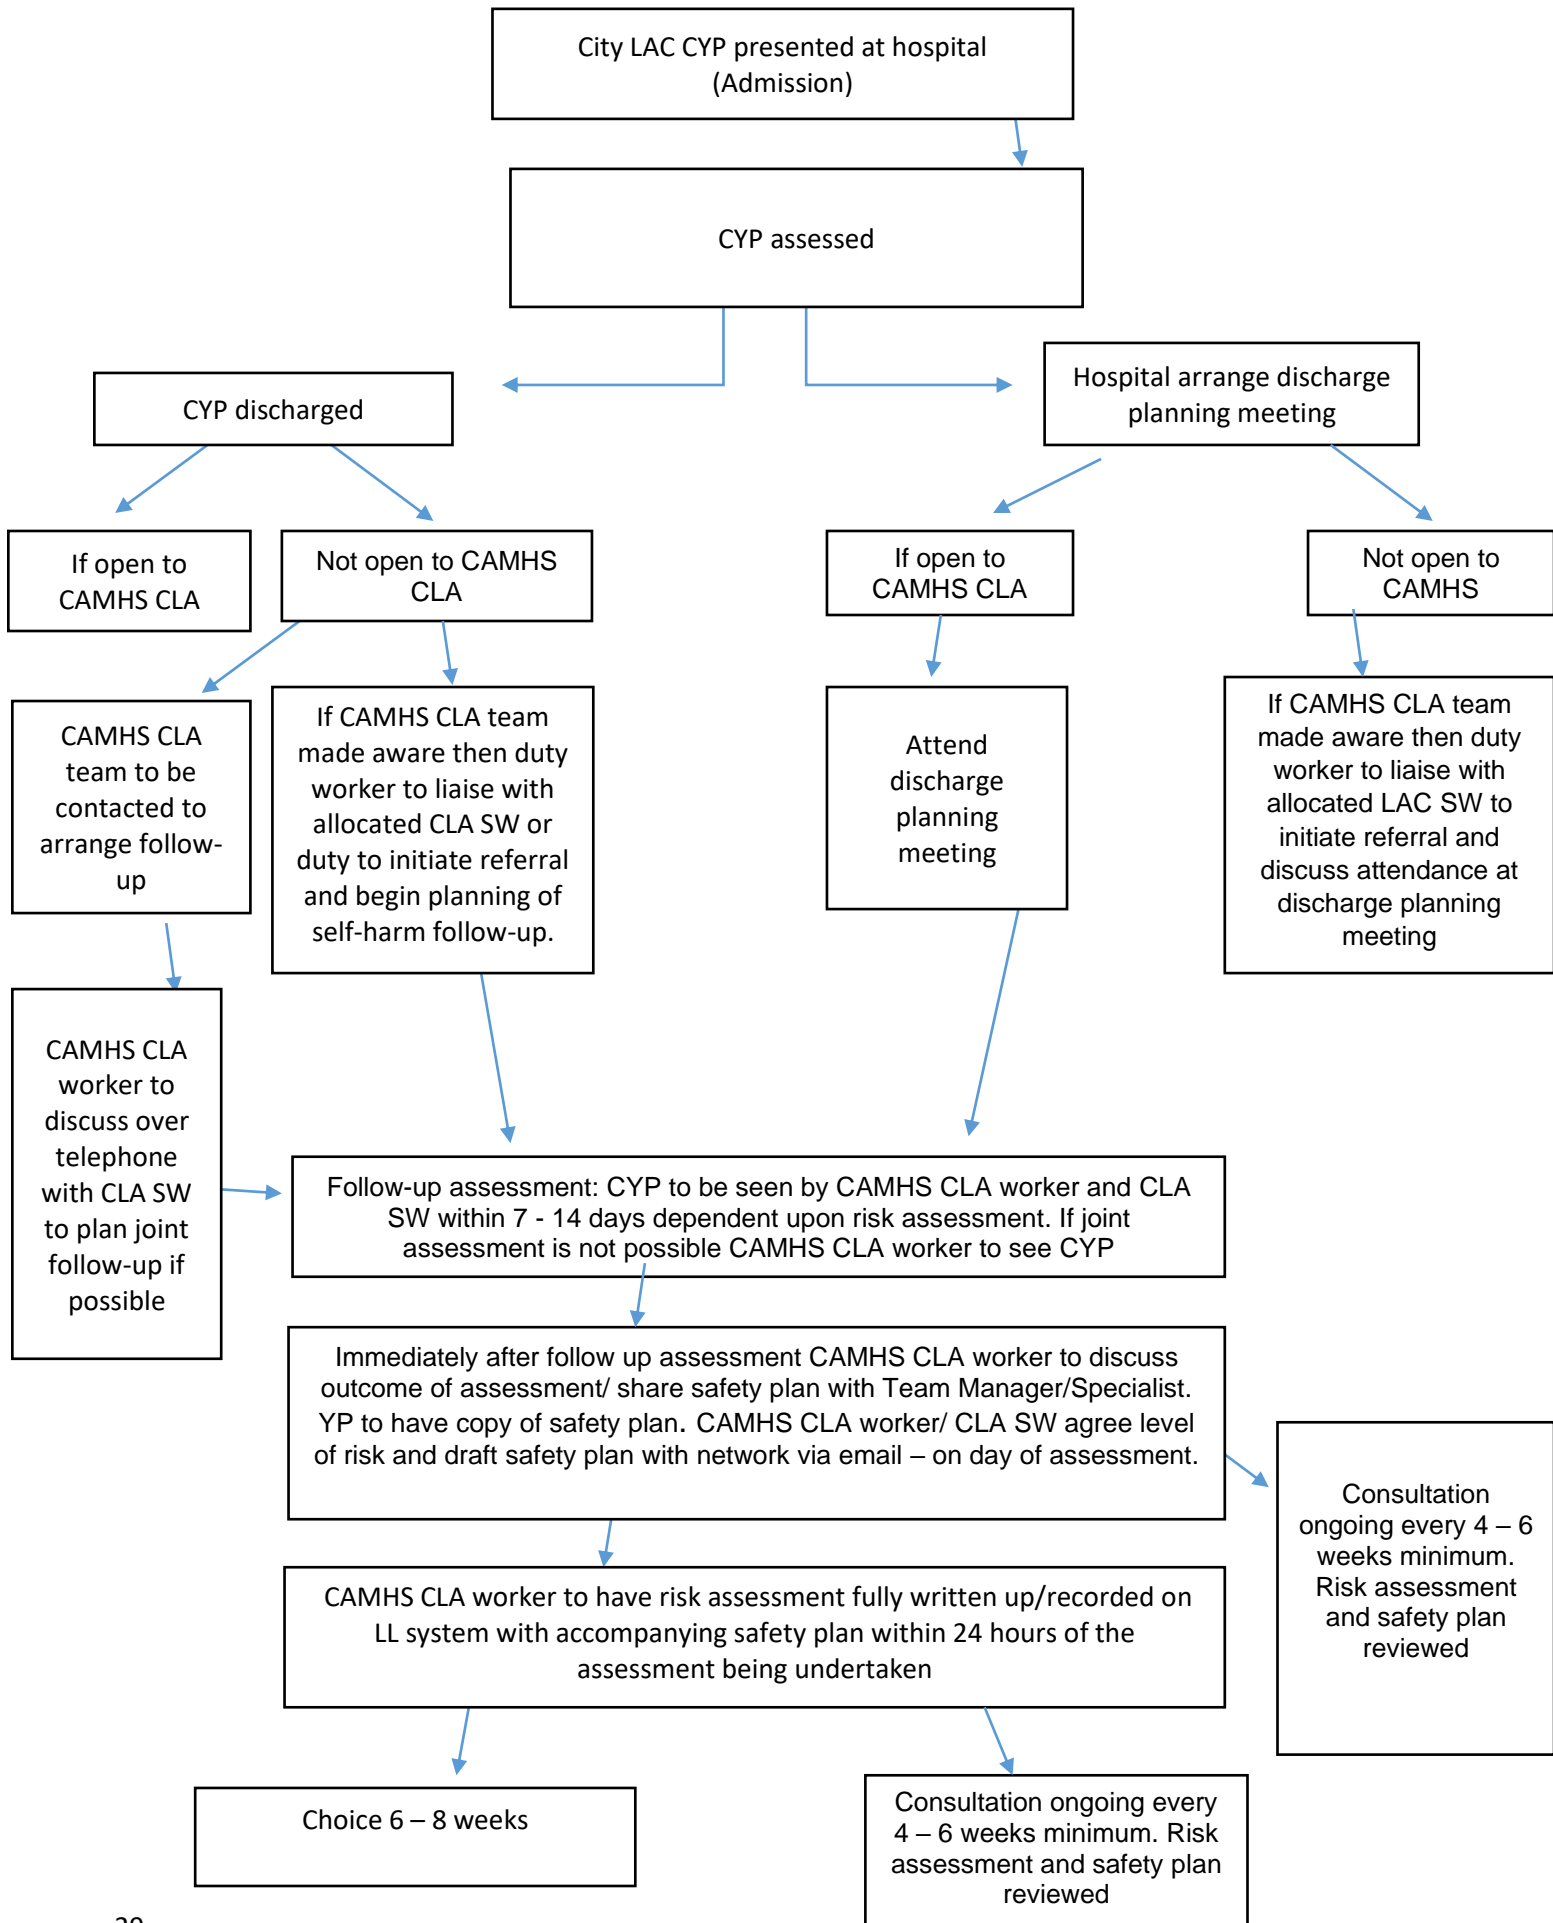 City LAC CYP presented at hospital
(Admission)
CYP assessed
CYP discharged
Hospital arrange discharge
planning meeting
If open to
CAMHS CLA
Not open to CAMHS
CLA
If open to
CAMHS CLA
Not open to
CAMHS
CAMHS CLA
team to be
contacted to
arrange follow-
up
If CAMHS CLA team
made aware then duty
worker to liaise with
allocated CLA SW or
duty to initiate referral
and begin planning of
self-harm follow-up.
Attend
discharge
planning
meeting
If CAMHS CLA team
made aware then duty
worker to liaise with
allocated LAC SW to
initiate referral and
discuss attendance at
discharge planning
meeting
CAMHS CLA
worker to
discuss over
telephone
with CLA SW
to plan joint
follow-up if
possible
Follow-up assessment: CYP to be seen by CAMHS CLA worker and CLA
SW within 7 - 14 days dependent upon risk assessment. If joint
assessment is not possible CAMHS CLA worker to see CYP
Immediately after follow up assessment CAMHS CLA worker to discuss
outcome of assessment/ share safety plan with Team Manager/Specialist.
YP to have copy of safety plan. CAMHS CLA worker/ CLA SW agree level
of risk and draft safety plan with network via email – on day of assessment.
Consultation
ongoing every 4 – 6
weeks minimum.
Risk assessment
and safety plan
reviewed
CAMHS CLA worker to have risk assessment fully written up/recorded on
LL system with accompanying safety plan within 24 hours of the
assessment being undertaken
Choice 6 – 8 weeks
Consultation ongoing every
4 – 6 weeks minimum. Risk
assessment and safety plan
reviewed